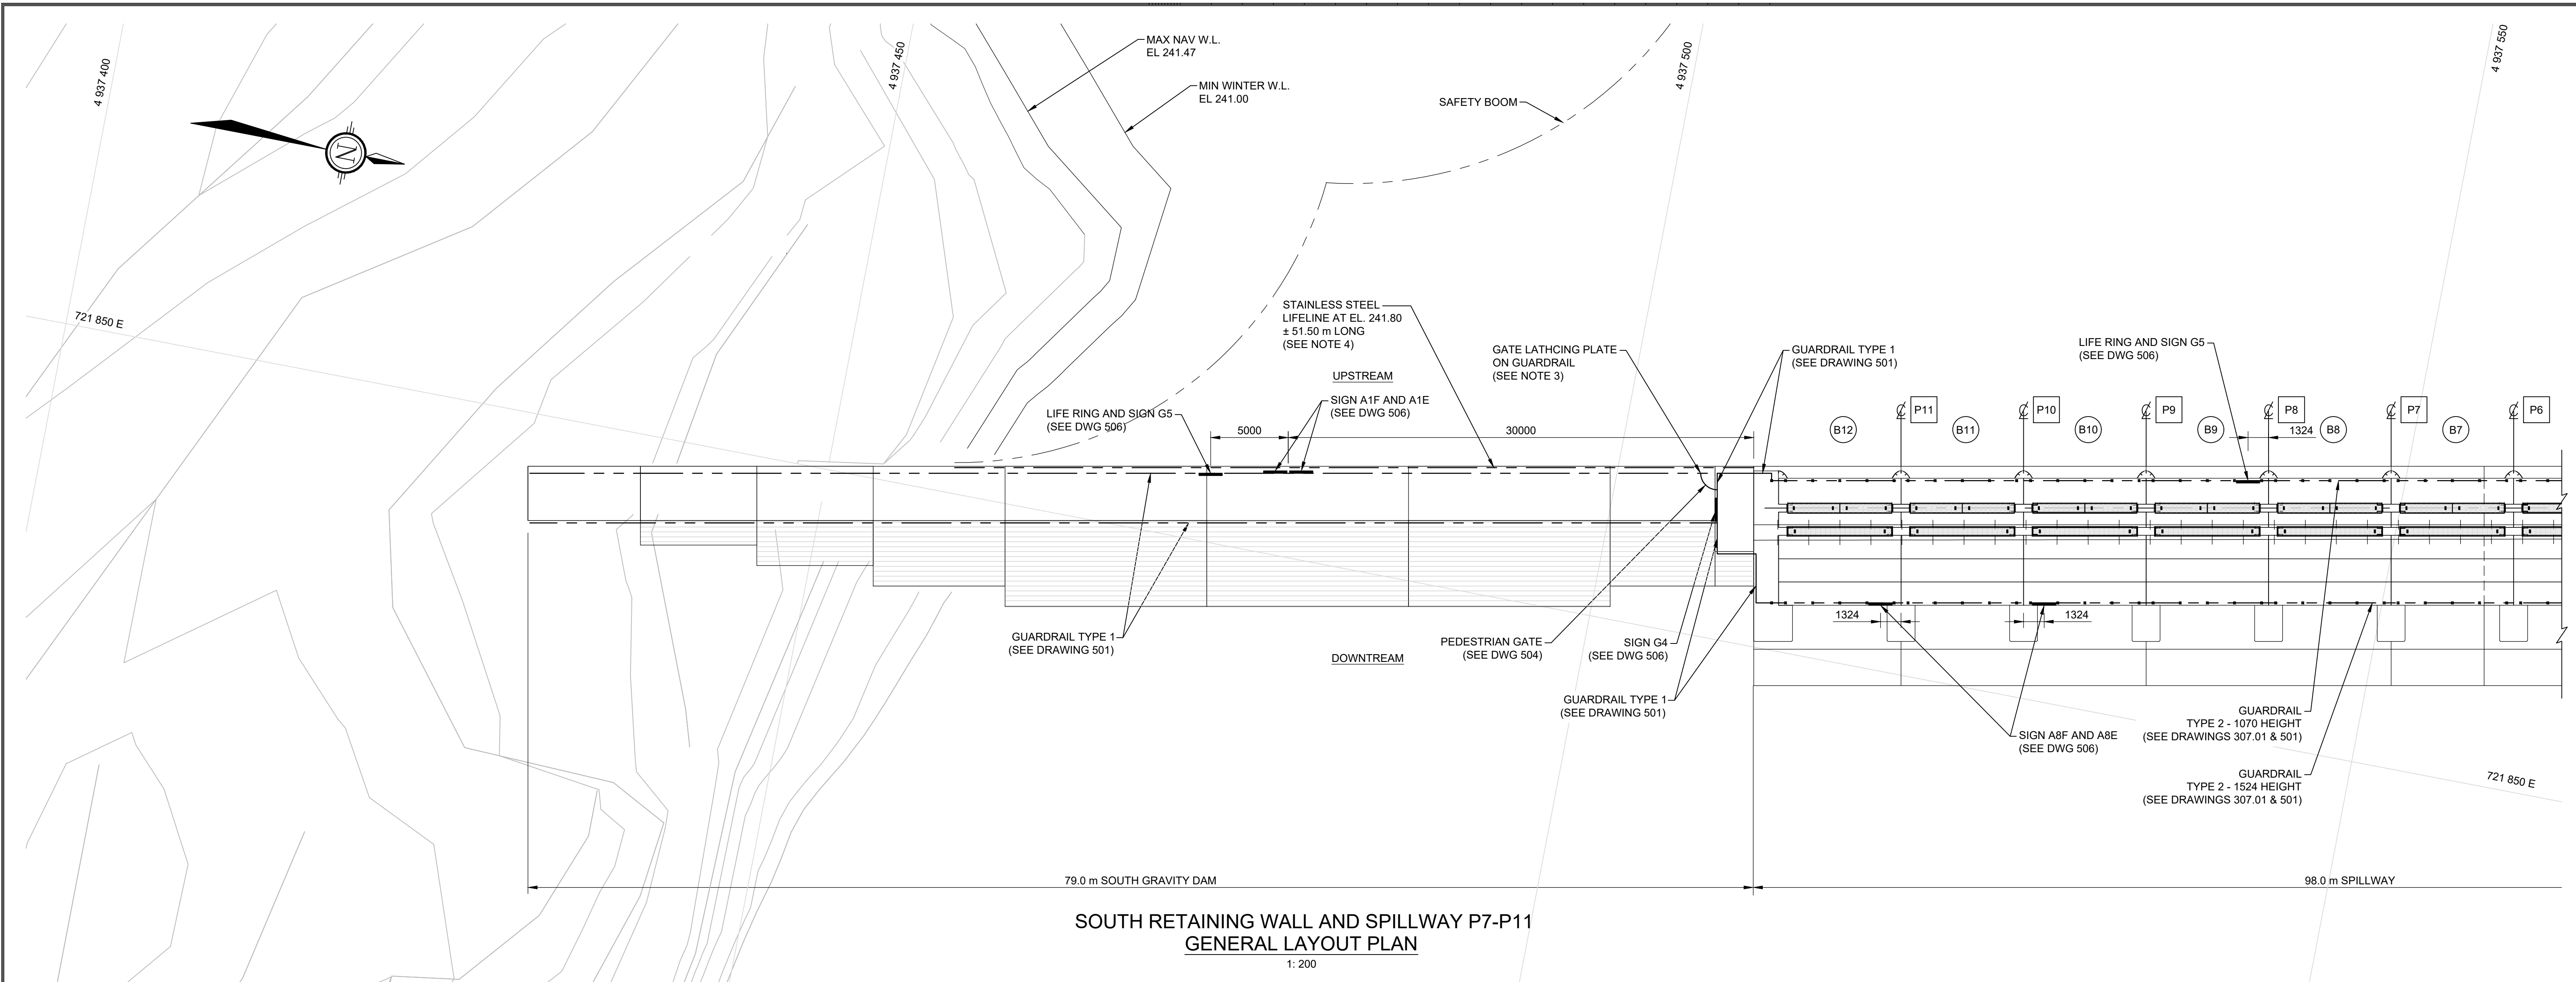 4 937 400
4 937 450
4 937 500
4 937 550
N
MAX NAV W.L.
EL 241.47
MIN WINTER W.L.
EL 241.00
SAFETY BOOM
721 850 E
STAINLESS STEEL
LIFELINE AT EL. 241.80
± 51.50 m LONG
(SEE NOTE 4)
UPSTREAM
GATE LATHCING PLATE
ON GUARDRAIL
(SEE NOTE 3)
GUARDRAIL TYPE 1
(SEE DRAWING 501)
LIFE RING AND SIGN G5
(SEE DWG 506)
LIFE RING AND SIGN G5
(SEE DWG 506)
SIGN A1F AND A1E
(SEE DWG 506)
5000
30000
P11
P10
P9
P8
P7
P6
B12
B11
B10
B9
B8
B7
1324
1324
1324
GUARDRAIL TYPE 1
(SEE DRAWING 501)
DOWNTREAM
PEDESTRIAN GATE
(SEE DWG 504)
SIGN G4
(SEE DWG 506)
GUARDRAIL TYPE 1
(SEE DRAWING 501)
SIGN A8F AND A8E
(SEE DWG 506)
GUARDRAIL
TYPE 2 - 1070 HEIGHT
(SEE DRAWINGS 307.01 & 501)
GUARDRAIL
TYPE 2 - 1524 HEIGHT
(SEE DRAWINGS 307.01 & 501)
721 850 E
79.0 m SOUTH GRAVITY DAM
98.0 m SPILLWAY
SOUTH RETAINING WALL AND SPILLWAY P7-P11
GENERAL LAYOUT PLAN
1: 200